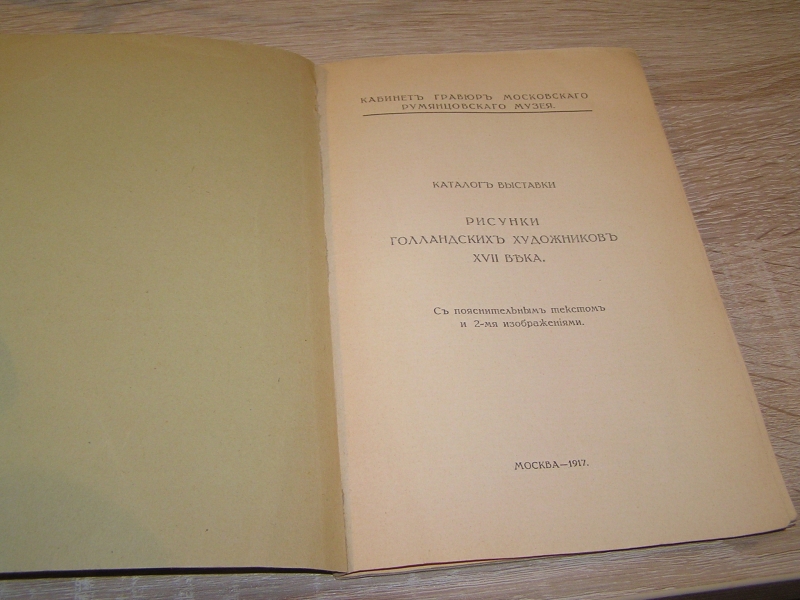 КАБИНЕТЪ ГРАВЮРЪ МОСКОВСКАГО
РУМЯНЦОВСКАГО МУЗЕЯ.
КАТАЛОГЪ ВЫСТАВКИ
РИСУНКИ
ГОЛЛАНДСКИХЪ ХУДОЖНИКОВЪ
XVII ВѢКА.
Съ пояснительнымъ текстомъ
и 2-мя изображенiями.
МОСКВА—1917.